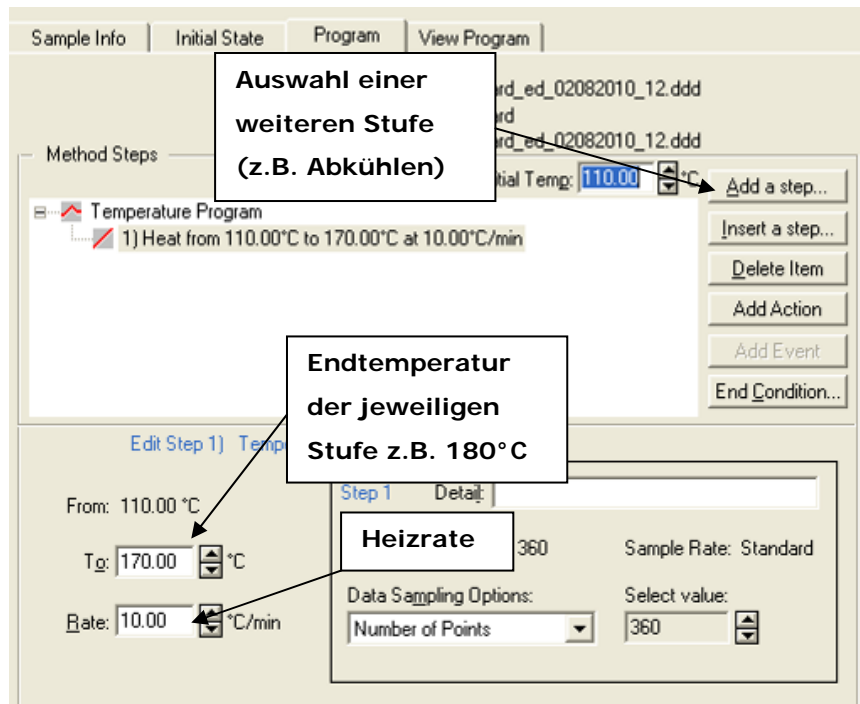 Sample Info Initial State Program View Program
Auswahl einer
weiteren Stufe
(z.B. Abkühlen)
rd_ed_02082010_12.ddd
rd
rd_ed_02082010_12.ddd
Method Steps
tial Temp: 110.00 °C
Add a step...
Temperature Program
1) Heat from 110.00°C to 170.00°C at 10.00°C/min
Insert a step...
Delete Item
Add Action
Add Event
End Condition...
Endtemperatur
der jeweiligen
Stufe z.B. 180°C
Edit Step 1) Temp
Step 1 Detail:
From: 110.00 °C
Heizrate
360 Sample Rate: Standard
To: 170.00 °C
Data Sampling Options: Select value:
Rate: 10.00 °C/min
Number of Points 360